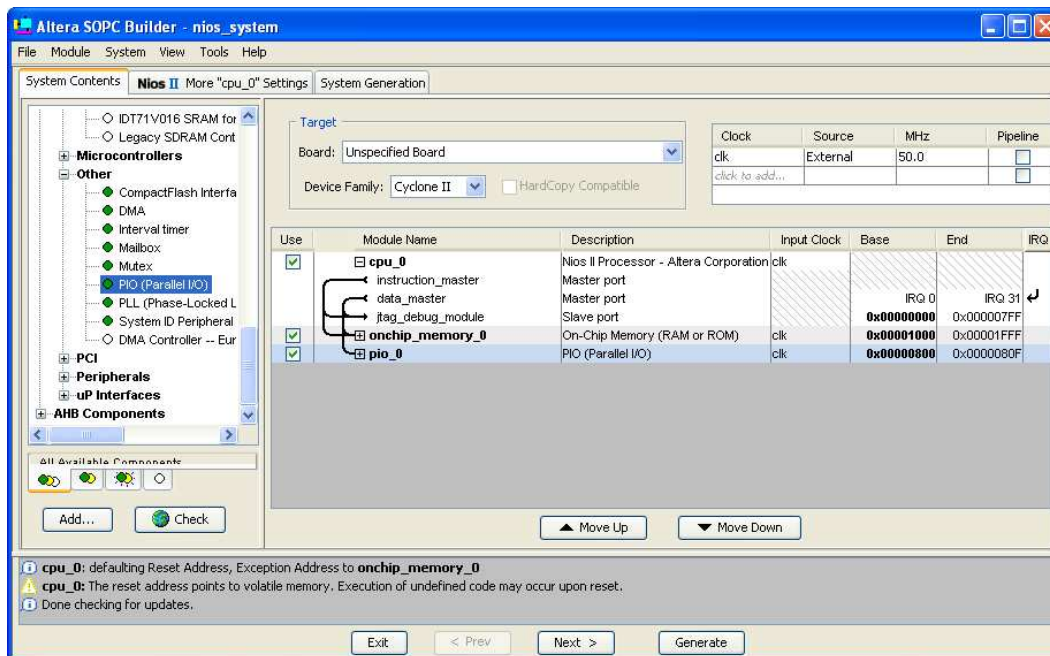 Altera SOPC Builder - nios_system
File Module System View Tools Help
System Contents Nios II More "cpu_0" Settings System Generation
IDT71V016 SRAM for
Legacy SDRAM Cont
Microcontrollers
Other
CompactFlash Interfa
DMA
Interval timer
Mailbox
Mutex
PIO (Parallel I/O)
PLL (Phase-Locked L
System ID Peripheral
DMA Controller -- Eur
PCI
Peripherals
uP Interfaces
AHB Components
All Available Components
Add... Check
Target
Board: Unspecified Board
Device Family: Cyclone II HardCopy Compatible
Clock Source MHz Pipeline
clk External 50.0
click to add...
Use Module Name Description Input Clock Base End IRQ
cpu_0 Nios II Processor - Altera Corporation clk
instruction_master Master port
data_master Master port IRQ 0 IRQ 31
jtag_debug_module Slave port 0x00000000 0x000007FF
onchip_memory_0 On-Chip Memory (RAM or ROM) clk 0x00001000 0x00001FFF
pio_0 PIO (Parallel I/O) clk 0x00000800 0x0000080F
Move Up Move Down
cpu_0: defaulting Reset Address, Exception Address to onchip_memory_0
cpu_0: The reset address points to volatile memory. Execution of undefined code may occur upon reset.
Done checking for updates.
Exit < Prev Next > Generate